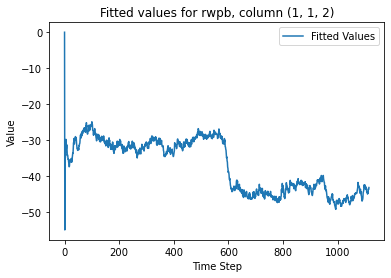 Fitted values for rwpb, column (1, 1, 2)
Fitted Values
Value
0
−10
−20
−30
−40
−50
0 200 400 600 800 1000
Time Step